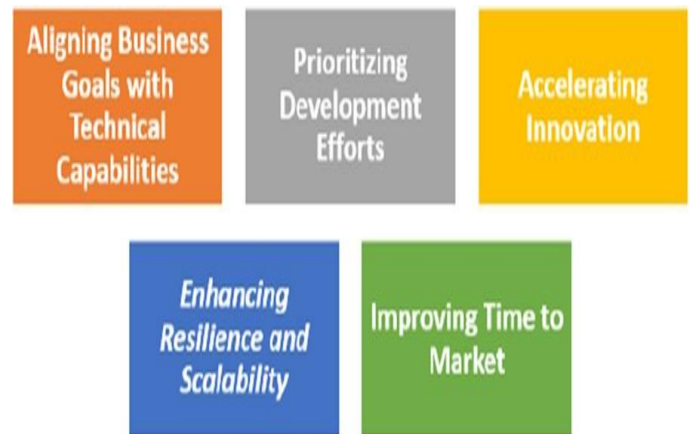 Aligning Business
Goals with
Technical
Capabilities
Prioritizing
Development
Efforts
Accelerating
Innovation
Enhancing
Resilience and
Scalability
Improving Time to
Market